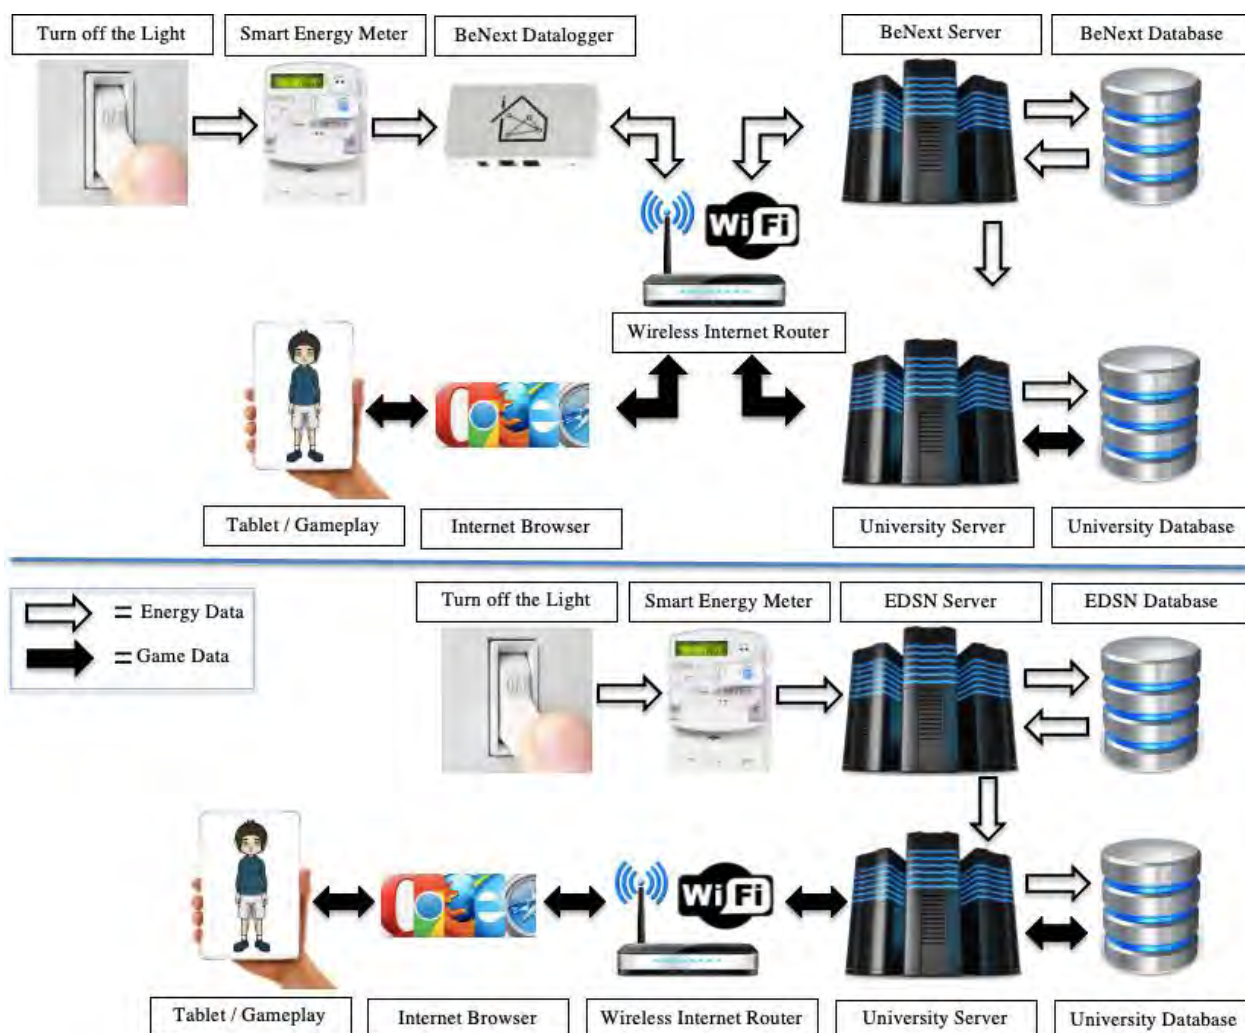 Turn off the Light
Smart Energy Meter
BeNext Datalogger
BeNext Server
BeNext Database
WiFi
Wireless Internet Router
Tablet / Gameplay
Internet Browser
University Server
University Database
= Energy Data
= Game Data
Turn off the Light
Smart Energy Meter
EDSN Server
EDSN Database
WiFi
Tablet / Gameplay
Internet Browser
Wireless Internet Router
University Server
University Database